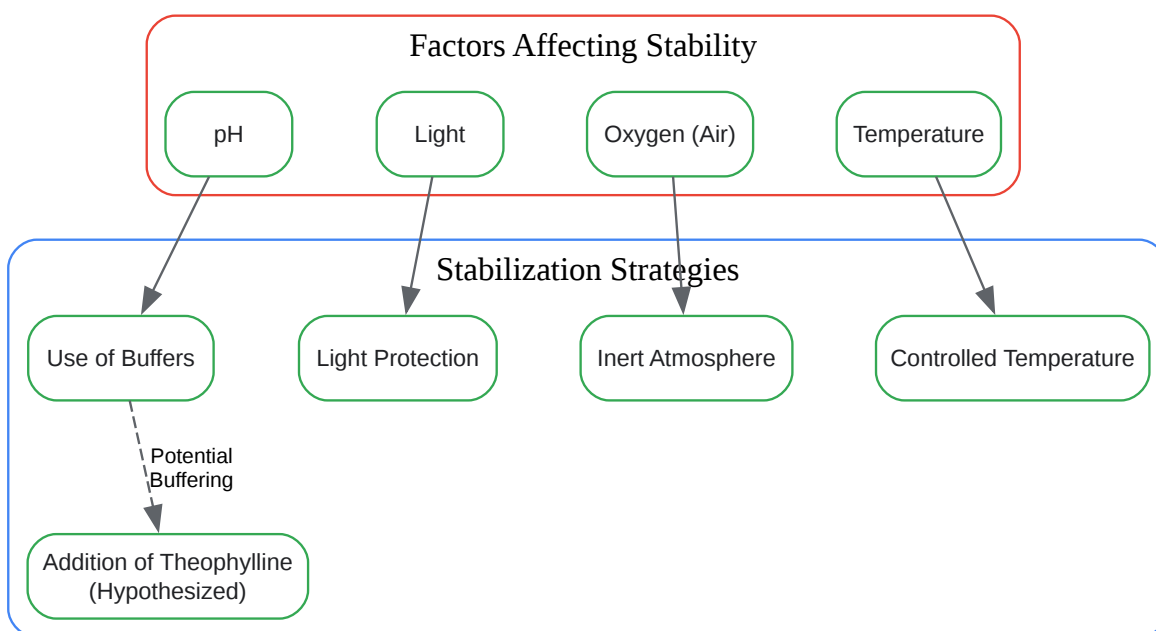 Factors Affecting Stability
pH
Light
Oxygen (Air)
Temperature
Stabilization Strategies
Use of Buffers
Light Protection
Inert Atmosphere
Controlled Temperature
Potential
Buffering
Addition of Theophylline
(Hypothesized)